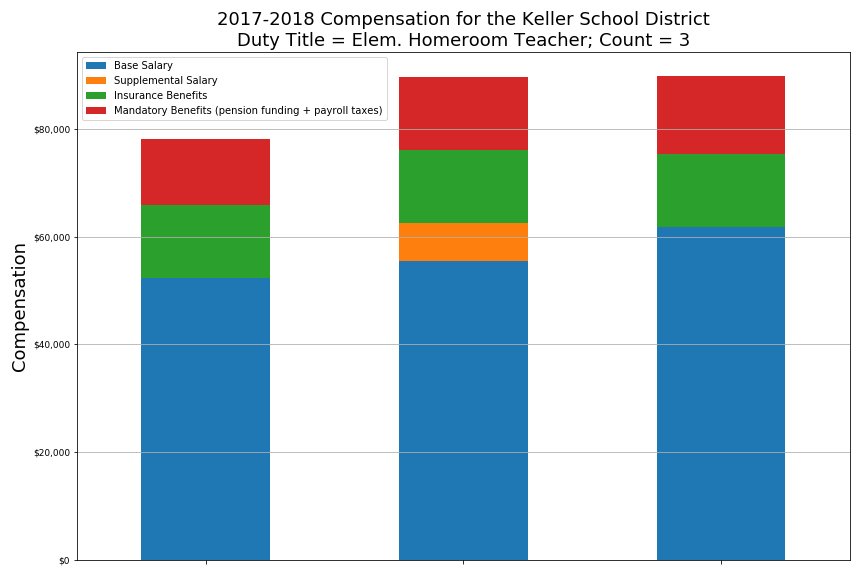 2017-2018 Compensation for the Keller School District
Duty Title = Elem. Homeroom Teacher; Count = 3
Base Salary
Supplemental Salary
Insurance Benefits
Mandatory Benefits (pension funding + payroll taxes)
$80,000
$60,000
$40,000
$20,000
$0
Compensation